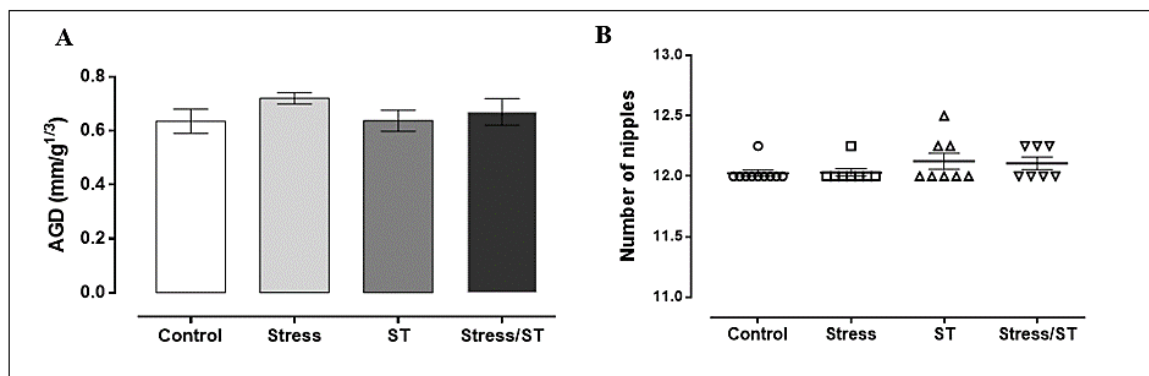 A
AGD (mm/g1/3)
0.8
0.6
0.4
0.2
0.0
Control Stress ST Stress/ST
B
Number of nipples
13.0
12.5
12.0
11.5
11.0
Control Stress ST Stress/ST